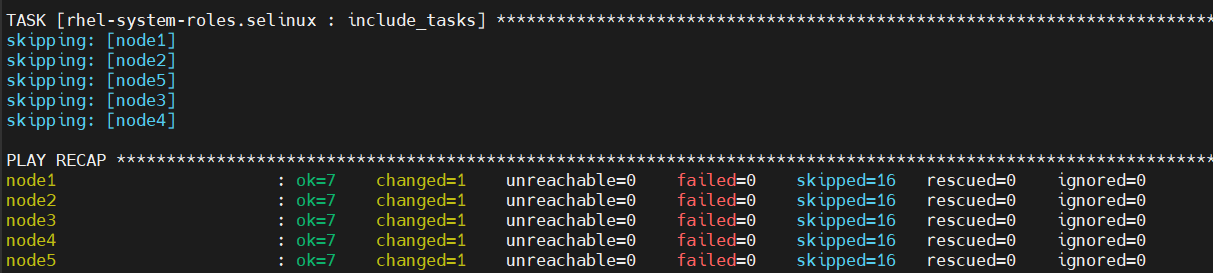 TASK [rhel-system-roles.selinux : include_tasks] ************************************************************************
skipping: [node1]
skipping: [node2]
skipping: [node5]
skipping: [node3]
skipping: [node4]
PLAY RECAP **************************************************************************************************************
node1 : ok=7 changed=1 unreachable=0 failed=0 skipped=16 rescued=0 ignored=0
node2 : ok=7 changed=1 unreachable=0 failed=0 skipped=16 rescued=0 ignored=0
node3 : ok=7 changed=1 unreachable=0 failed=0 skipped=16 rescued=0 ignored=0
node4 : ok=7 changed=1 unreachable=0 failed=0 skipped=16 rescued=0 ignored=0
node5 : ok=7 changed=1 unreachable=0 failed=0 skipped=16 rescued=0 ignored=0